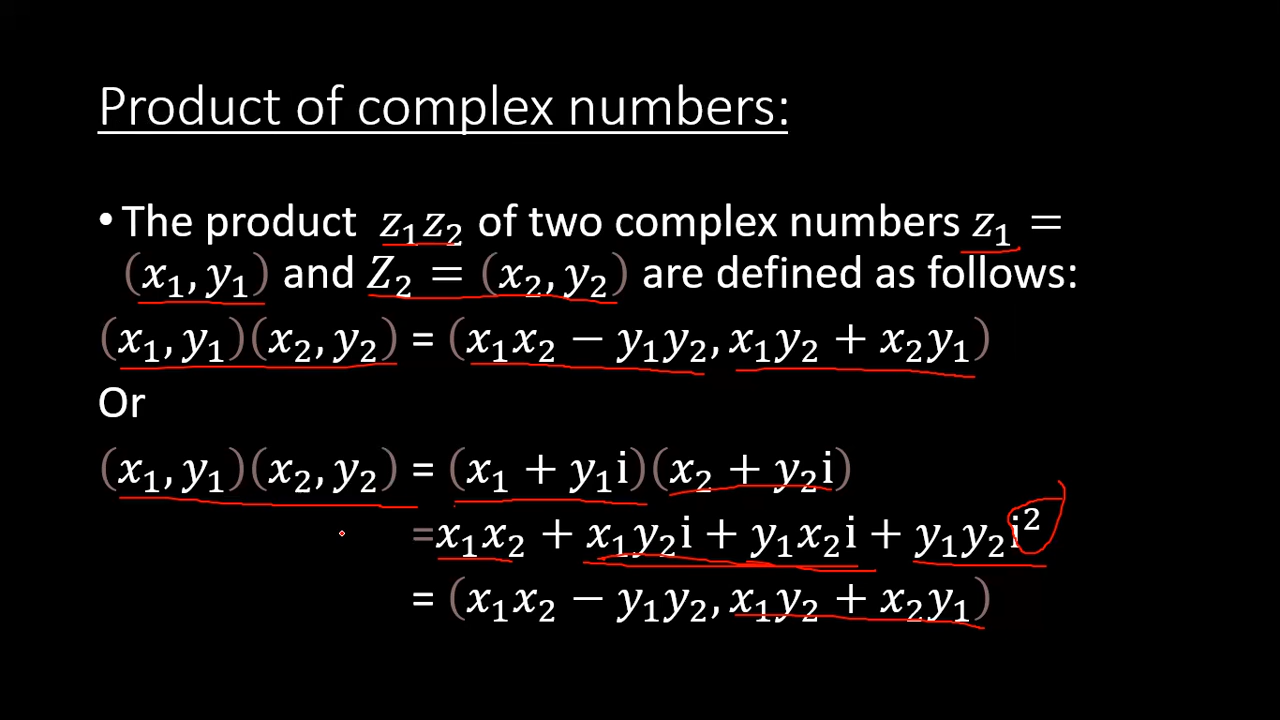 Product of complex numbers:
• The product z₁z₂ of two complex numbers z₁ =
(x₁, y₁) and Z₂ = (x₂, y₂) are defined as follows:
(x₁, y₁)(x₂, y₂) = (x₁x₂ − y₁y₂, x₁y₂ + x₂y₁)
Or
(x₁, y₁)(x₂, y₂) = (x₁ + y₁i)(x₂ + y₂i)
=x₁x₂ + x₁y₂i + y₁x₂i + y₁y₂i²
= (x₁x₂ − y₁y₂, x₁y₂ + x₂y₁)